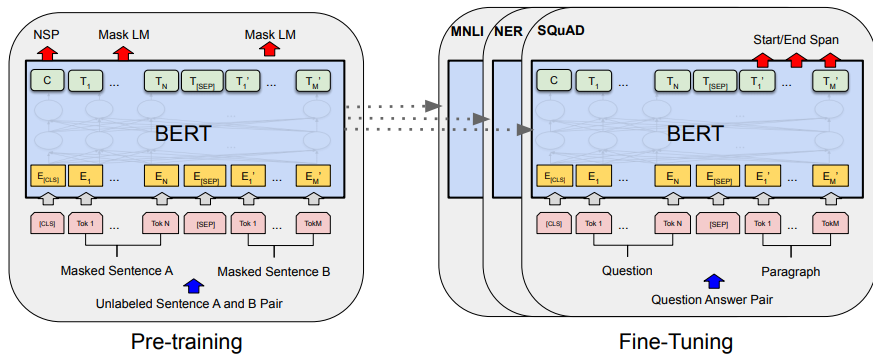 NSP Mask LM Mask LM
C T1 ... TN T[SEP] T1' ... TM'
BERT
E[CLS] E1 ... EN E[SEP] E1' ... EM'
[CLS] Tok 1 ... Tok N [SEP] Tok 1 ... TokM
Masked Sentence A Masked Sentence B
Unlabeled Sentence A and B Pair
Pre-training
MNLI NER SQuAD
Start/End Span
C T1 ... TN T[SEP] T1' ... TM'
BERT
E[CLS] E1 ... EN E[SEP] E1' ... EM'
[CLS] Tok 1 ... Tok N [SEP] Tok 1 ... TokM
Question Paragraph
Question Answer Pair
Fine-Tuning